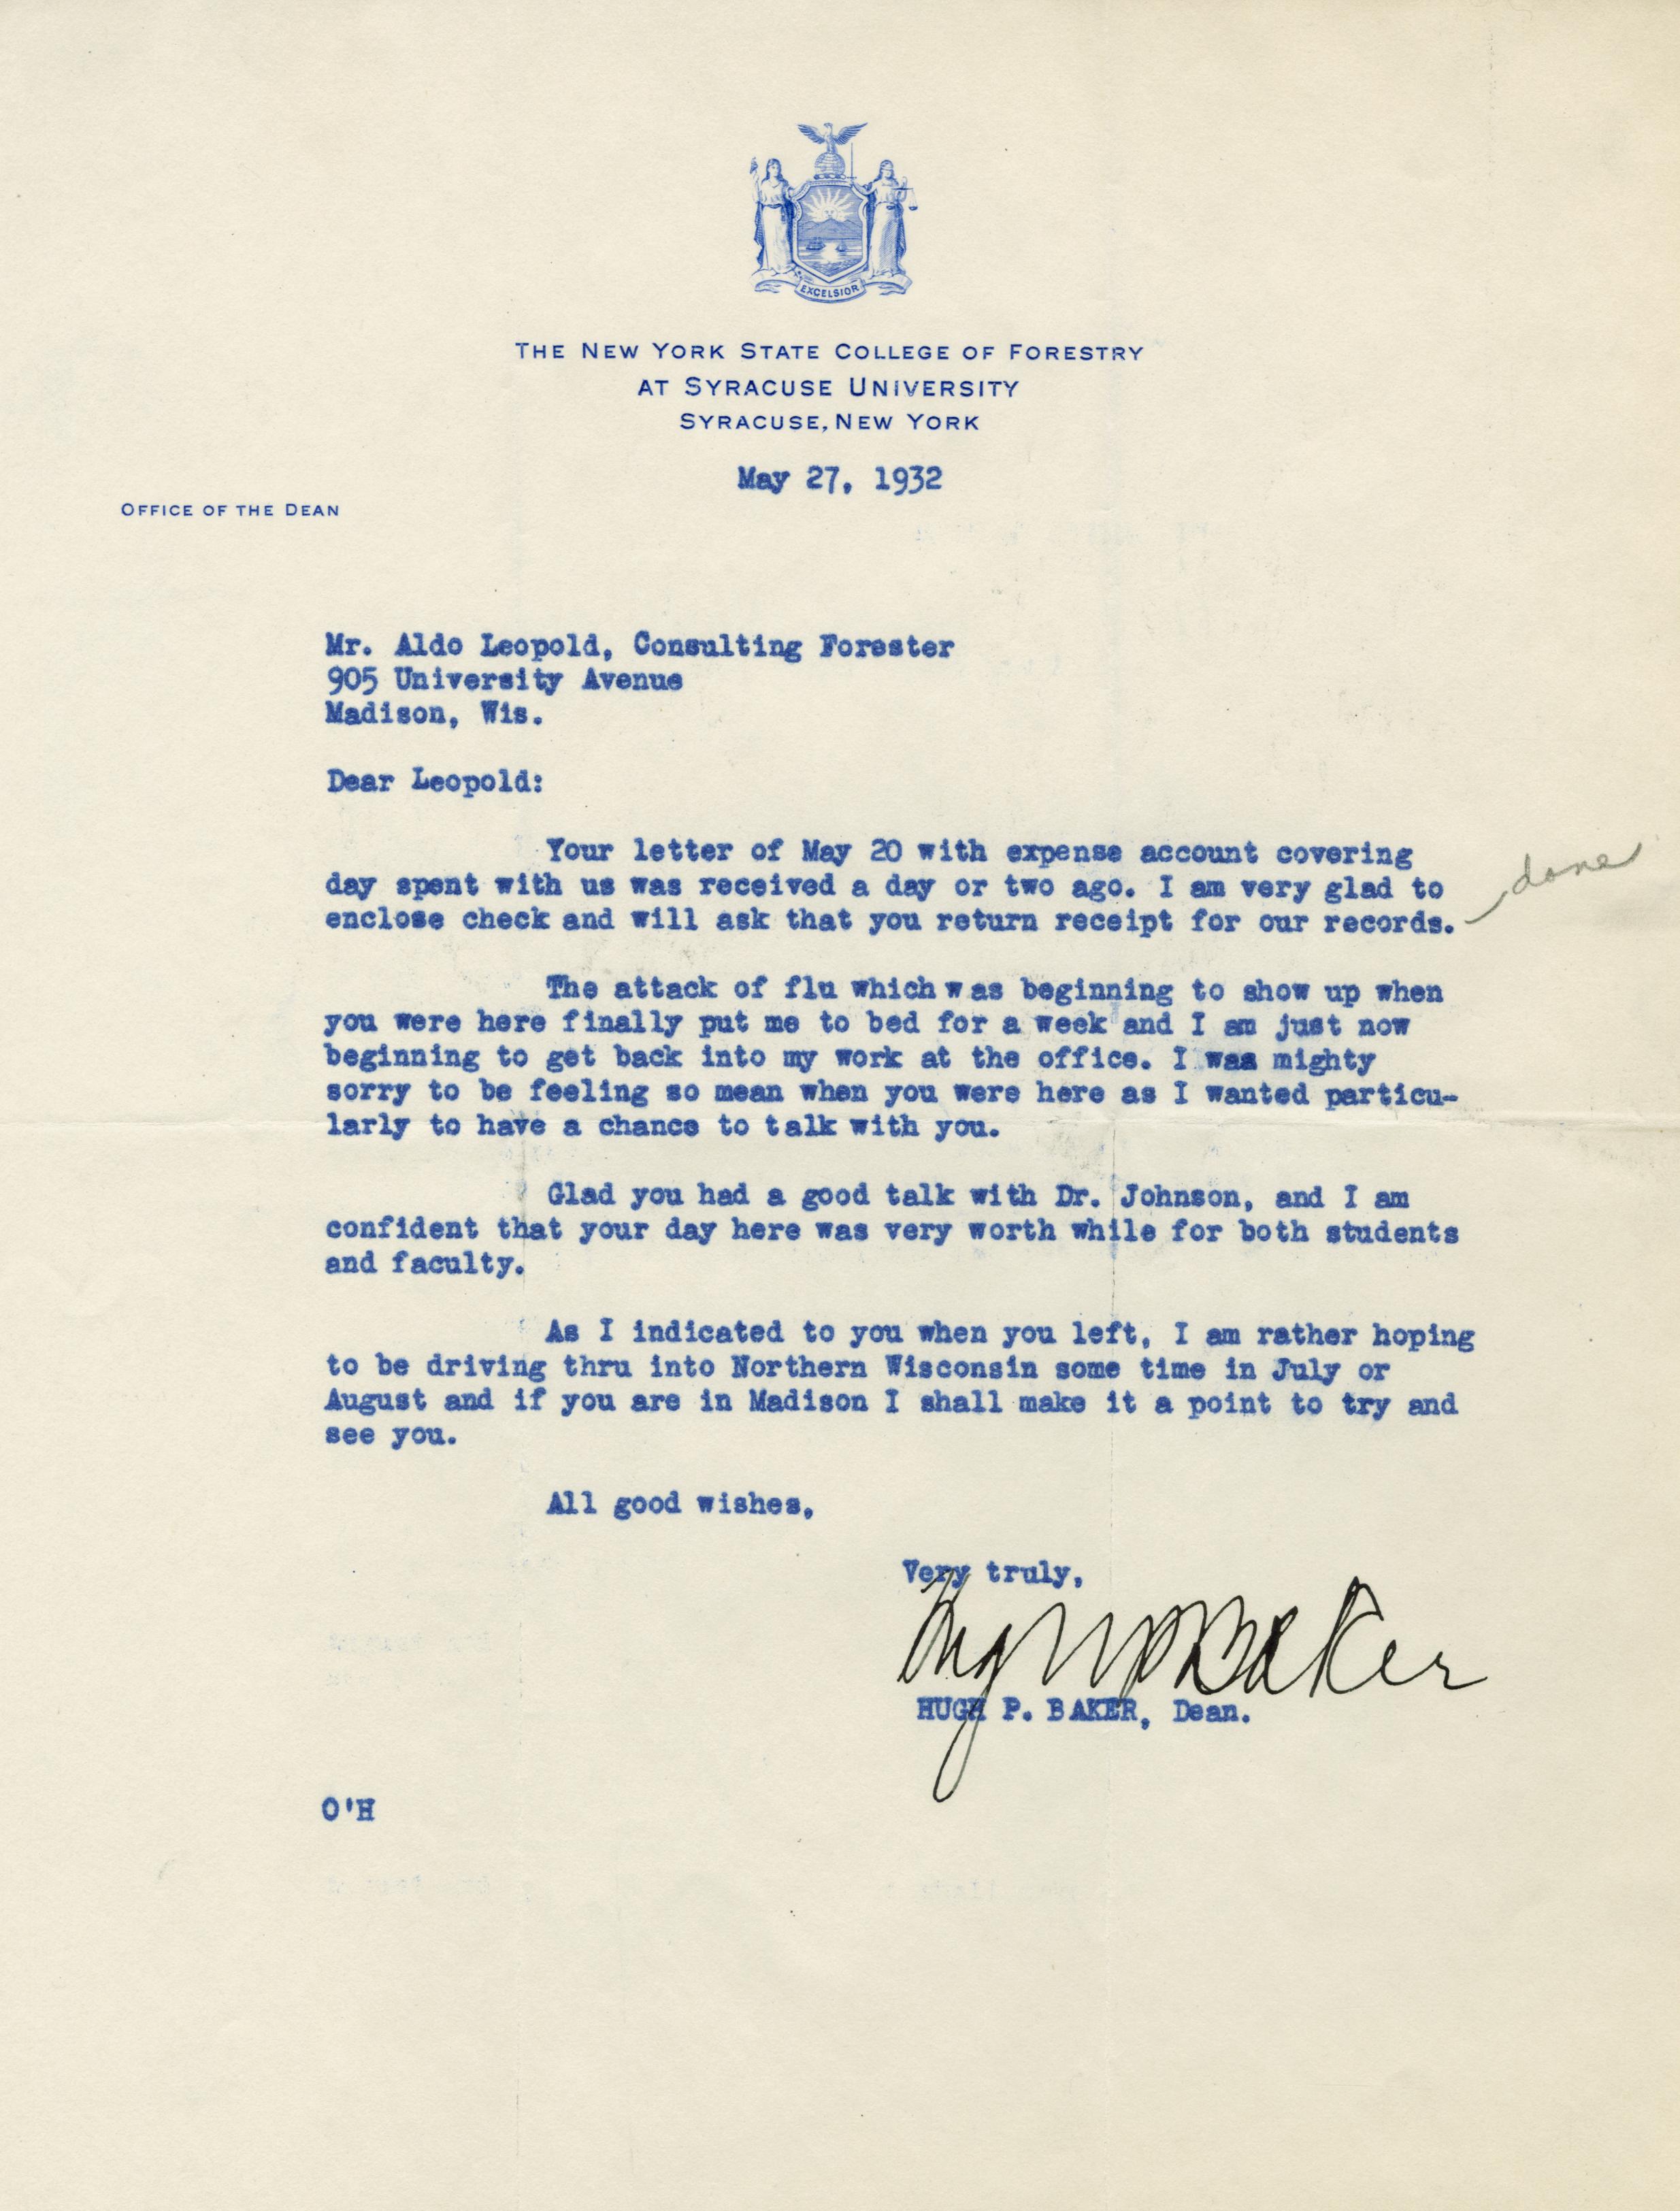 EXCELSIOR
THE NEW YORK STATE COLLEGE OF FORESTRY
AT SYRACUSE UNIVERSITY
SYRACUSE, NEW YORK
May 27, 1932
OFFICE OF THE DEAN
Mr. Aldo Leopold, Consulting Forester
905 University Avenue
Madison, Wis.
Dear Leopold:
Your letter of May 20 with expense account covering
day spent with us was received a day or two ago. I am very glad to
enclose check and will ask that you return receipt for our records.
done
The attack of flu which was beginning to show up when
you were here finally put me to bed for a week and I am just now
beginning to get back into my work at the office. I was mighty
sorry to be feeling so mean when you were here as I wanted particu-
larly to have a chance to talk with you.
Glad you had a good talk with Dr. Johnson, and I am
confident that your day here was very worth while for both students
and faculty.
As I indicated to you when you left, I am rather hoping
to be driving thru into Northern Wisconsin some time in July or
August and if you are in Madison I shall make it a point to try and
see you.
All good wishes,
Very truly,
Hugh P Baker
HUGH P. BAKER, Dean.
O'H